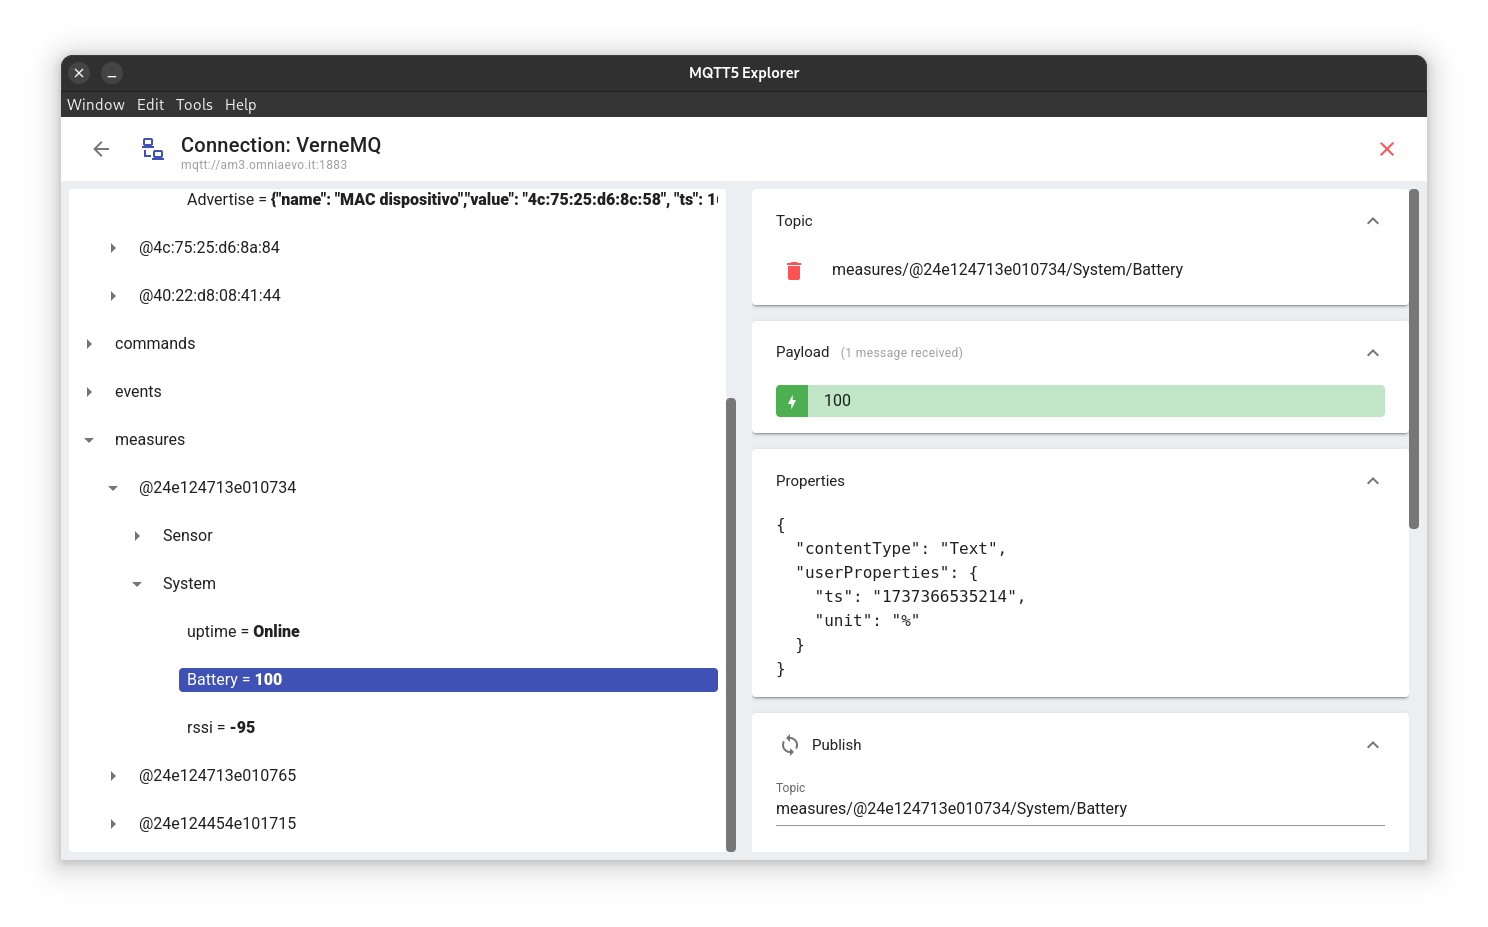 MQTT5 Explorer
Window Edit Tools Help
Connection: VerneMQ
mqtt://am3.omniaevo.it:1883
Advertise = {"name": "MAC dispositivo","value": "4c:75:25:d6:8c:58", "ts": 1
@4c:75:25:d6:8a:84
@40:22:d8:08:41:44
commands
events
measures
@24e124713e010734
Sensor
System
uptime = Online
Battery = 100
rssi = -95
@24e124713e010765
@24e124454e101715
Topic
measures/@24e124713e010734/System/Battery
Payload (1 message received)
100
Properties
{
"contentType": "Text",
"userProperties": {
"ts": "1737366535214",
"unit": "%"
}
}
Publish
Topic
measures/@24e124713e010734/System/Battery